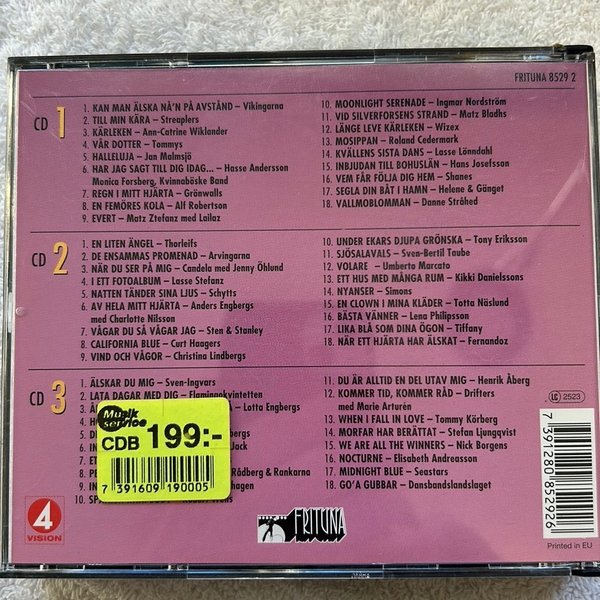 FRITUNA 8529 2
CD 1
1. KAN MAN ÄLSKA NÅ'N PÅ AVSTÅND – Vikingarna
2. TILL MIN KÄRA – Streaplers
3. KÄRLEKEN – Ann-Catrine Wiklander
4. VÅR DOTTER – Tommys
5. HALLELUJA – Jan Malmsjö
6. HAR JAG SAGT TILL DIG IDAG... – Hasse Andersson
Monica Forsberg, Kvinnaböske Band
7. REGN I MITT HJÄRTA – Grönwalls
8. EN FEMÖRES KOLA – Alf Robertson
9. EVERT – Matz Ztefanz med Lailaz
10. MOONLIGHT SERENADE – Ingmar Nordström
11. VID SILVERFORSENS STRAND – Matz Bladhs
12. LÄNGE LEVE KÄRLEKEN – Wizex
13. MOSIPPAN – Roland Cedermark
14. KVÄLLENS SISTA DANS – Lasse Lönndahl
15. INBJUDAN TILL BOHUSLÄN – Hans Josefsson
16. VEM FÅR FÖLJA DIG HEM – Shanes
17. SEGLA DIN BÅT I HAMN – Helene & Gänget
18. VALLMOBLOMMAN – Danne Stråhed
CD 2
1. EN LITEN ÄNGEL – Thorleifs
2. DE ENSAMMAS PROMENAD – Arvingarna
3. NÄR DU SER PÅ MIG – Candela med Jenny Öhlund
4. I ETT FOTOALBUM – Lasse Stefanz
5. NATTEN TÄNDER SINA LJUS – Schytts
6. AV HELA MITT HJÄRTA – Anders Engbergs
med Charlotte Nilsson
7. VÅGAR DU SÅ VÅGAR JAG – Sten & Stanley
8. CALIFORNIA BLUE – Curt Haagers
9. VIND OCH VÅGOR – Christina Lindbergs
10. UNDER EKARS DJUPA GRÖNSKA – Tony Eriksson
11. SJÖSALAVALS – Sven-Bertil Taube
12. VOLARE – Umberto Marcato
13. ETT HUS MED MÅNGA RUM – Kikki Danielssons
14. NYANSER – Simons
15. EN CLOWN I MINA KLÄDER – Totta Näslund
16. BÄSTA VÄNNER – Lena Philipsson
17. LIKA BLÅ SOM DINA ÖGON – Tiffany
18. NÄR ETT HJÄRTA HAR ÄLSKAT – Fernandoz
CD 3
1. ÄLSKAR DU MIG – Sven-Ingvars
2. LATA DAGAR MED DIG – Flamingokvintetten
3. Lotta Engbergs
4.
5.
6.
7.
8. Rådberg & Rankarna
9.
10.
11. DU ÄR ALLTID EN DEL UTAV MIG – Henrik Åberg
12. KOMMER TID, KOMMER RÅD – Drifters
med Marie Arturèn
13. WHEN I FALL IN LOVE – Tommy Körberg
14. MORFAR HAR BERÄTTAT – Stefan Ljungqvist
15. WE ARE ALL THE WINNERS – Nick Borgens
16. NOCTURNE – Elisabeth Andreasson
17. MIDNIGHT BLUE – Seastars
18. GO'A GUBBAR – Dansbandslandslaget
Musik
service
CDB 199:-
7 391609 190005
4
VISION
FRITUNA
LC 2523
7 391280 852926
Printed in EU